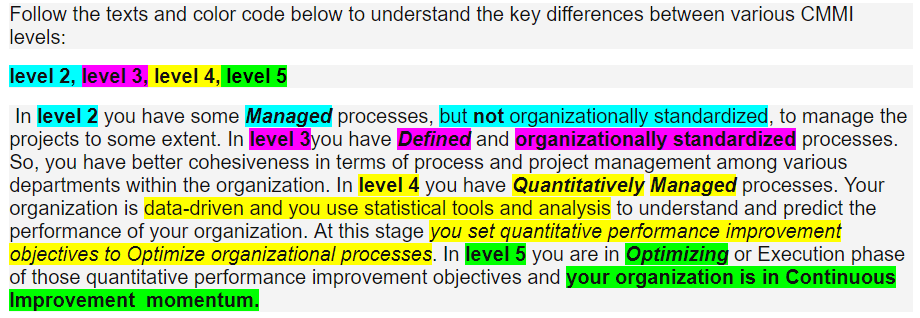 Follow the texts and color code below to understand the key differences between various CMMI
levels:
level 2, level 3, level 4, level 5
In level 2 you have some Managed processes, but not organizationally standardized, to manage the
projects to some extent. In level 3you have Defined and organizationally standardized processes.
So, you have better cohesiveness in terms of process and project management among various
departments within the organization. In level 4 you have Quantitatively Managed processes. Your
organization is data-driven and you use statistical tools and analysis to understand and predict the
performance of your organization. At this stage you set quantitative performance improvement
objectives to Optimize organizational processes. In level 5 you are in Optimizing or Execution phase
of those quantitative performance improvement objectives and your organization is in Continuous
Improvement  momentum.